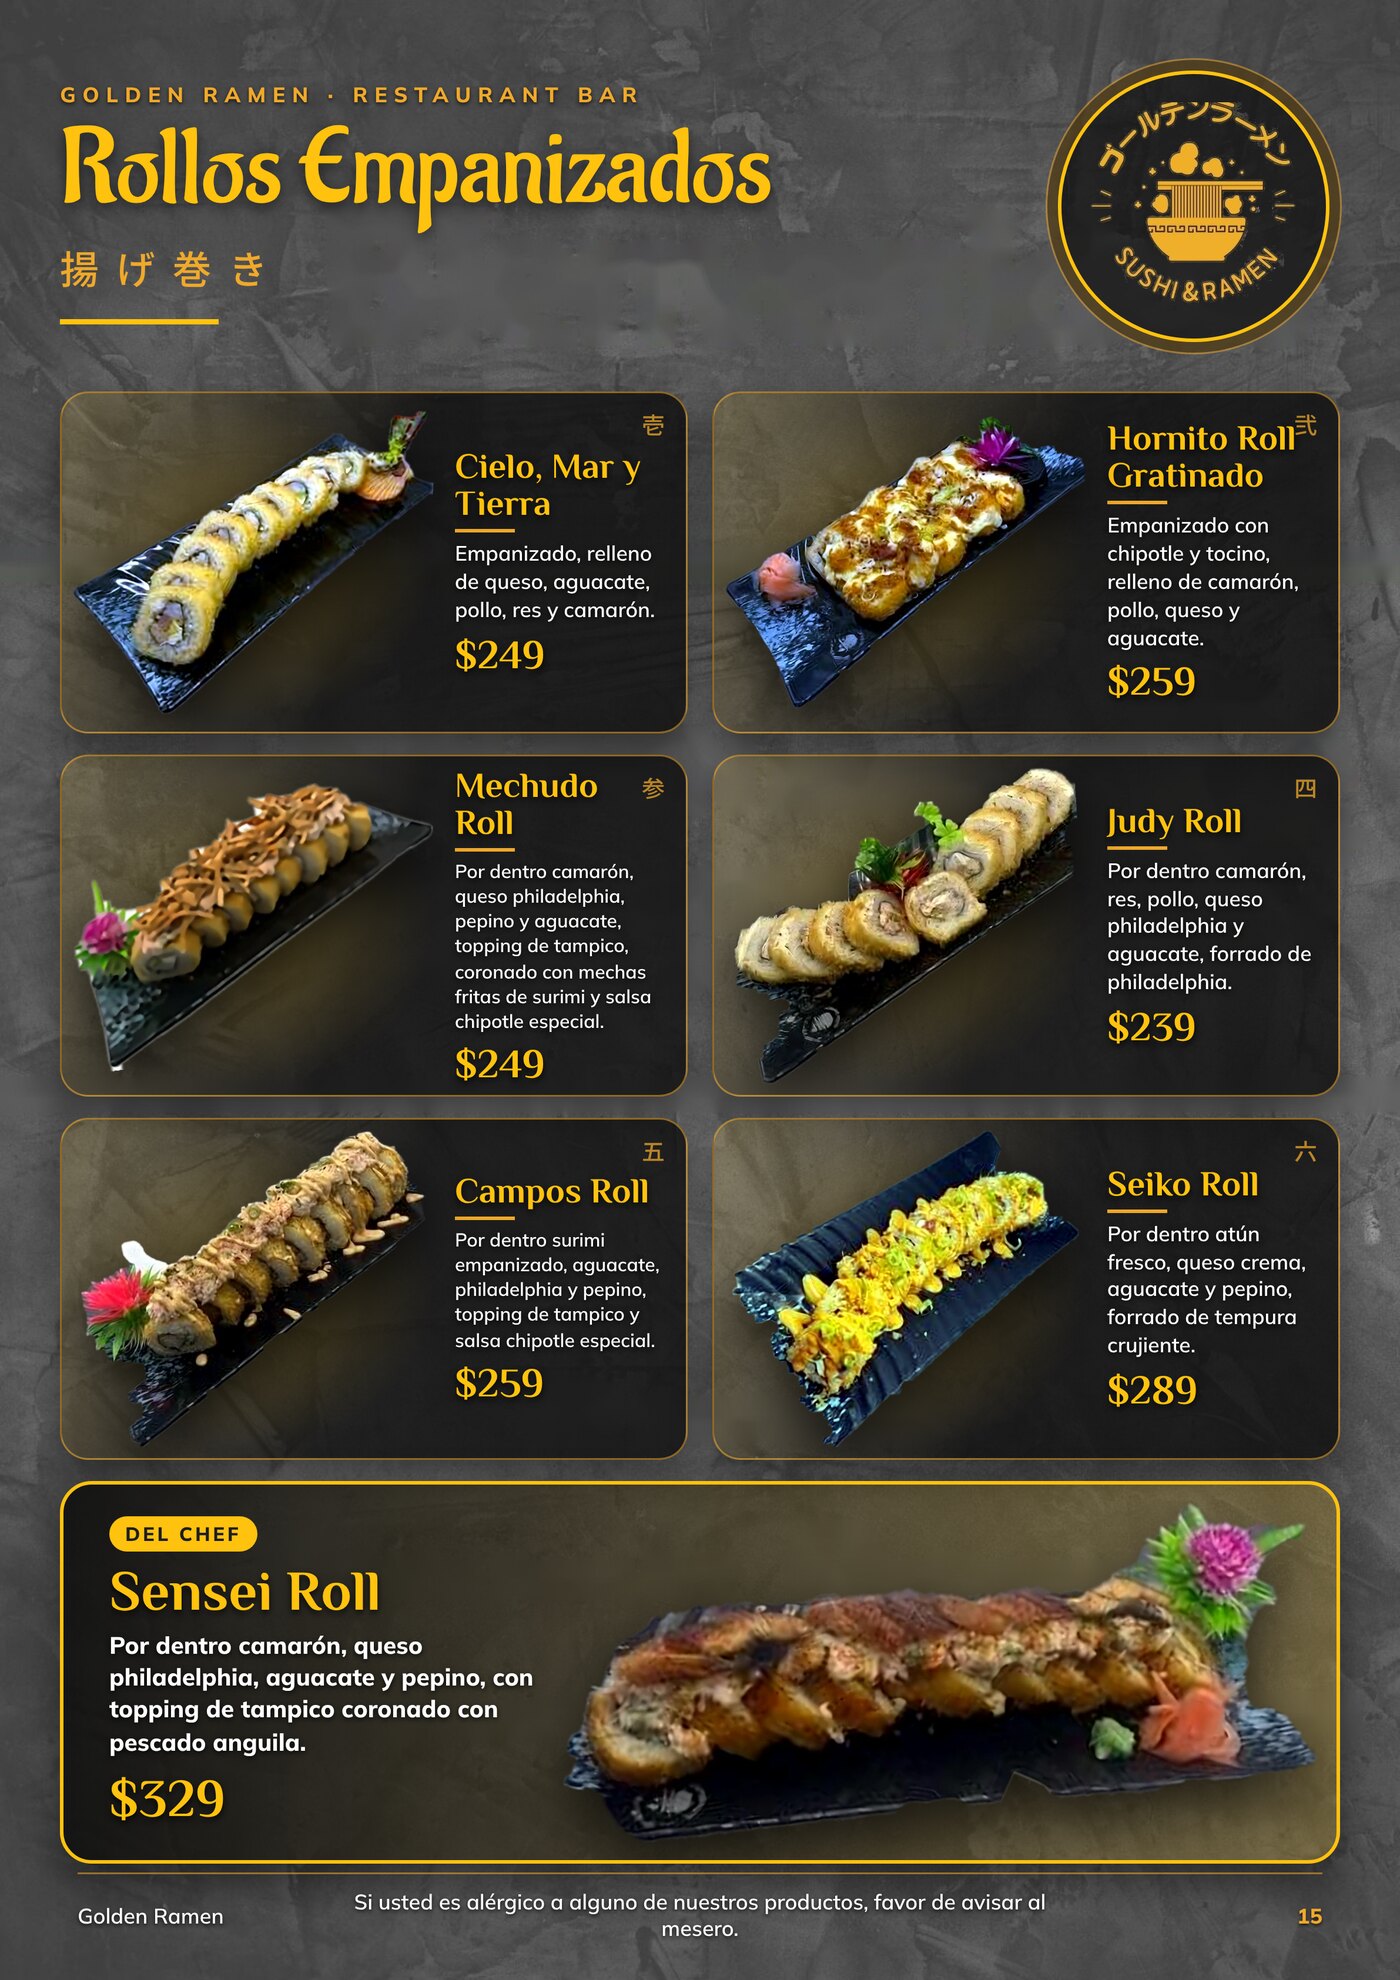 GOLDEN RAMEN · RESTAURANT BAR
Rollos Empanizados
揚げ巻き
ゴールデンラーメン
SUSHI & RAMEN
壱
Cielo, Mar y
Tierra
Empanizado, relleno
de queso, aguacate,
pollo, res y camarón.
$249
弐
Hornito Roll
Gratinado
Empanizado con
chipotle y tocino,
relleno de camarón,
pollo, queso y
aguacate.
$259
参
Mechudo
Roll
Por dentro camarón,
queso philadelphia,
pepino y aguacate,
topping de tampico,
coronado con mechas
fritas de surimi y salsa
chipotle especial.
$249
四
Judy Roll
Por dentro camarón,
res, pollo, queso
philadelphia y
aguacate, forrado de
philadelphia.
$239
五
Campos Roll
Por dentro surimi
empanizado, aguacate,
philadelphia y pepino,
topping de tampico y
salsa chipotle especial.
$259
六
Seiko Roll
Por dentro atún
fresco, queso crema,
aguacate y pepino,
forrado de tempura
crujiente.
$289
DEL CHEF
Sensei Roll
Por dentro camarón, queso
philadelphia, aguacate y pepino, con
topping de tampico coronado con
pescado anguila.
$329
Golden Ramen
Si usted es alérgico a alguno de nuestros productos, favor de avisar al
mesero.
15